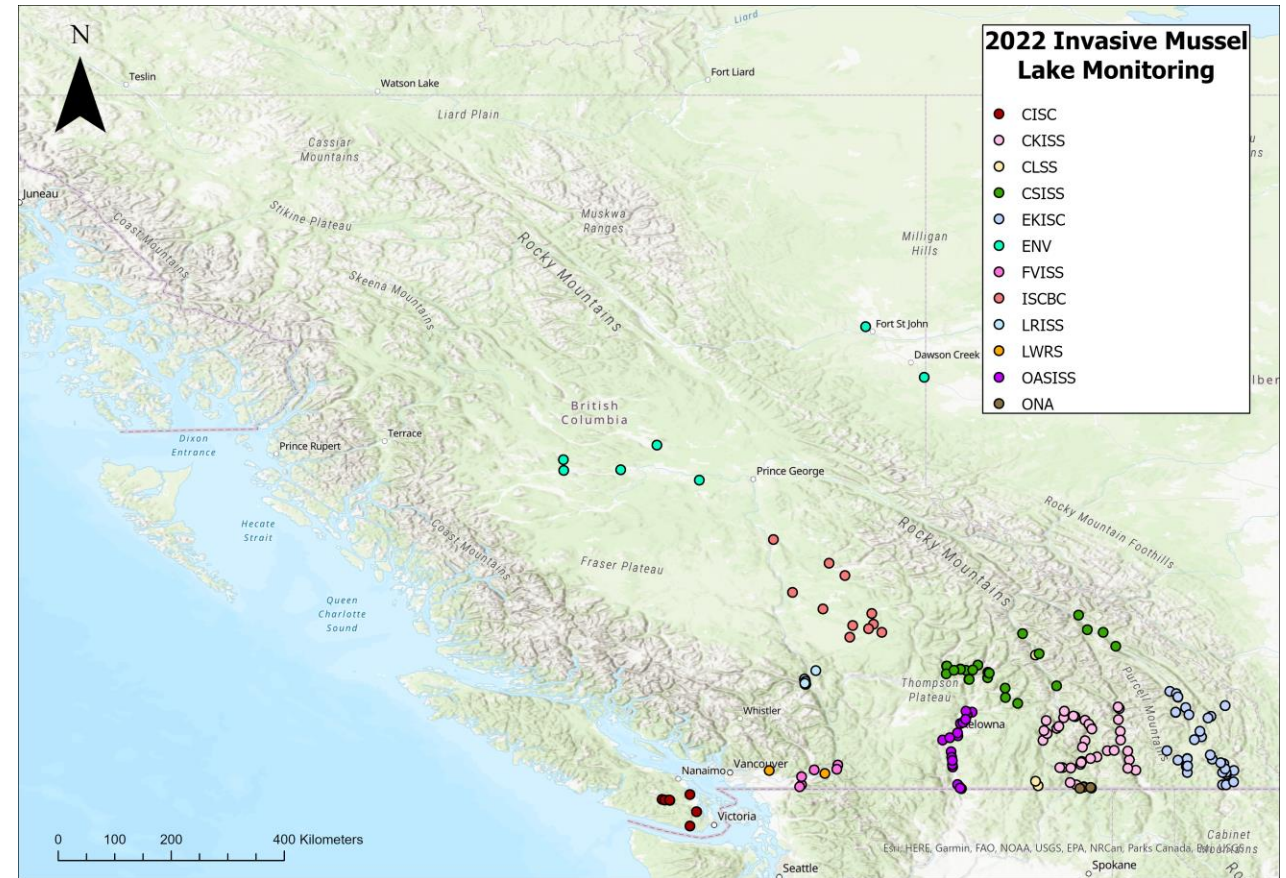 Liard
N
2022 Invasive Mussel
Lake Monitoring
CISC
CKISS
CLSS
CSISS
EKISC
ENV
FVISS
ISCBC
LRISS
LWRS
OASISS
ONA
Teslin
Watson Lake
Fort Liard
Liard Plain
Cassiar
Mountains
Juneau
Stikine Plateau
Muskwa
Ranges
Coast Mountains
Rocky Mountains
Milligan
Hills
Skeena Mountains
Fort St John
Dawson Creek
British
Columbia
Dixon
Entrance
Terrace
Prince Rupert
Prince George
Hecate
Strait
Coast Mountains
Fraser Plateau
Rocky Mountains
Rocky Mountain Foothills
Queen
Charlotte
Sound
Thompson
Plateau
Purcell Mountains
Whistler
Nanaimo
Vancouver
Victoria
0 100 200 400 Kilometers
Seattle
Spokane
Cabinet
Esri, HERE, Garmin, FAO, NOAA, USGS, EPA, NRCan, Parks Canada,